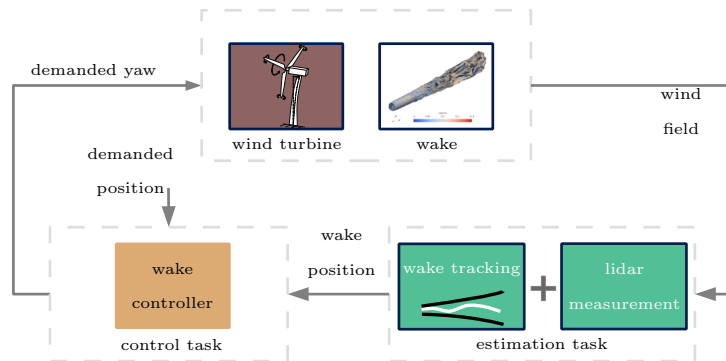 demanded yaw
wind turbine
wake
wind
field
demanded
position
wake
controller
control task
wake
position
wake tracking
lidar
measurement
estimation task